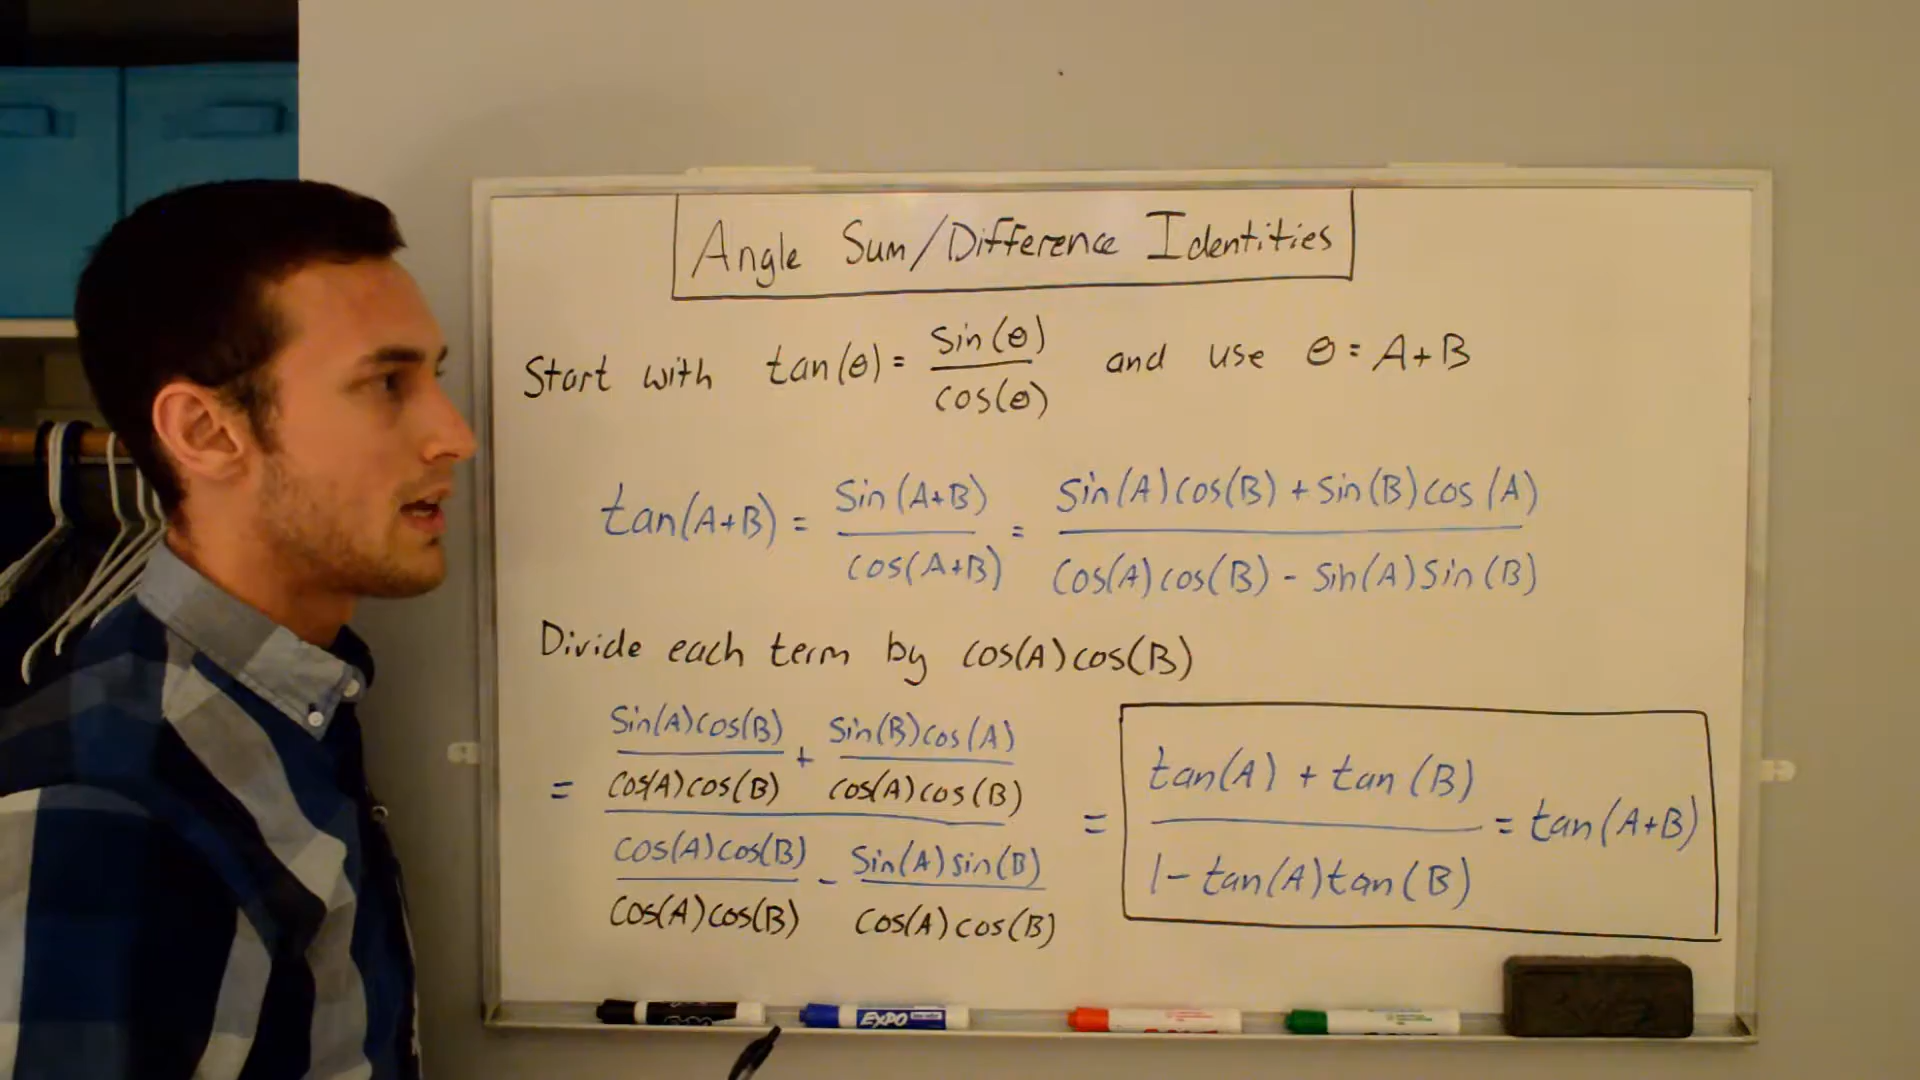 Angle Sum/Difference Identities
Start with tan(θ) = sin(θ)/cos(θ) and use θ = A+B
tan(A+B) = sin(A+B)/cos(A+B) = (sin(A)cos(B) + sin(B)cos(A))/(cos(A)cos(B) - sin(A)sin(B))
Divide each term by cos(A)cos(B)
= (sin(A)cos(B)/cos(A)cos(B) + sin(B)cos(A)/cos(A)cos(B))/(cos(A)cos(B)/cos(A)cos(B) - sin(A)sin(B)/cos(A)cos(B)) = (tan(A) + tan(B))/(1 - tan(A)tan(B)) = tan(A+B)
EXPO